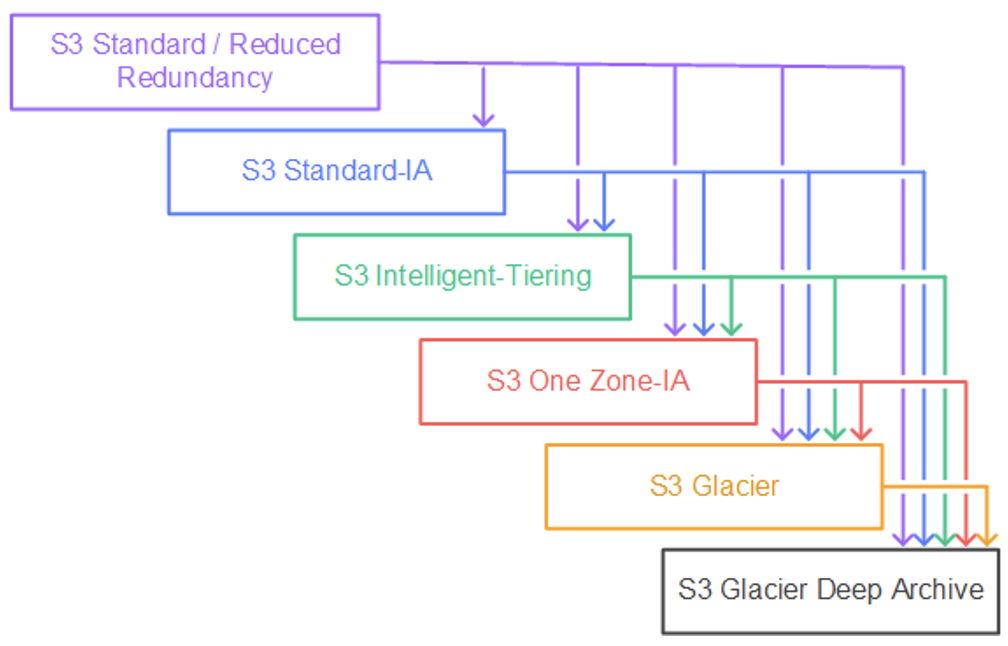 S3 Standard / Reduced
Redundancy
S3 Standard-IA
S3 Intelligent-Tiering
S3 One Zone-IA
S3 Glacier
S3 Glacier Deep Archive